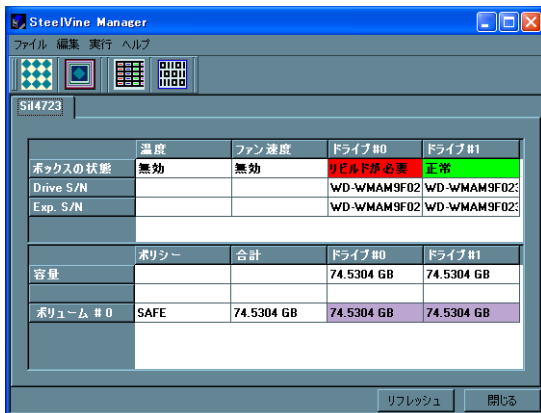 SteelVine Manager
ファイル 編集 実行 ヘルプ
Sil4723
温度 ファン速度 ドライブ#0 ドライブ#1
ボックスの状態 無効 無効 リビルドが必要 正常
Drive S/N WD-WMAM9F02 WD-WMAM9F023
Exp. S/N WD-WMAM9F02 WD-WMAM9F023
ポリシー 合計 ドライブ#0 ドライブ#1
容量 74.5304 GB 74.5304 GB
ボリューム #0 SAFE 74.5304 GB 74.5304 GB 74.5304 GB
リフレッシュ 閉じる